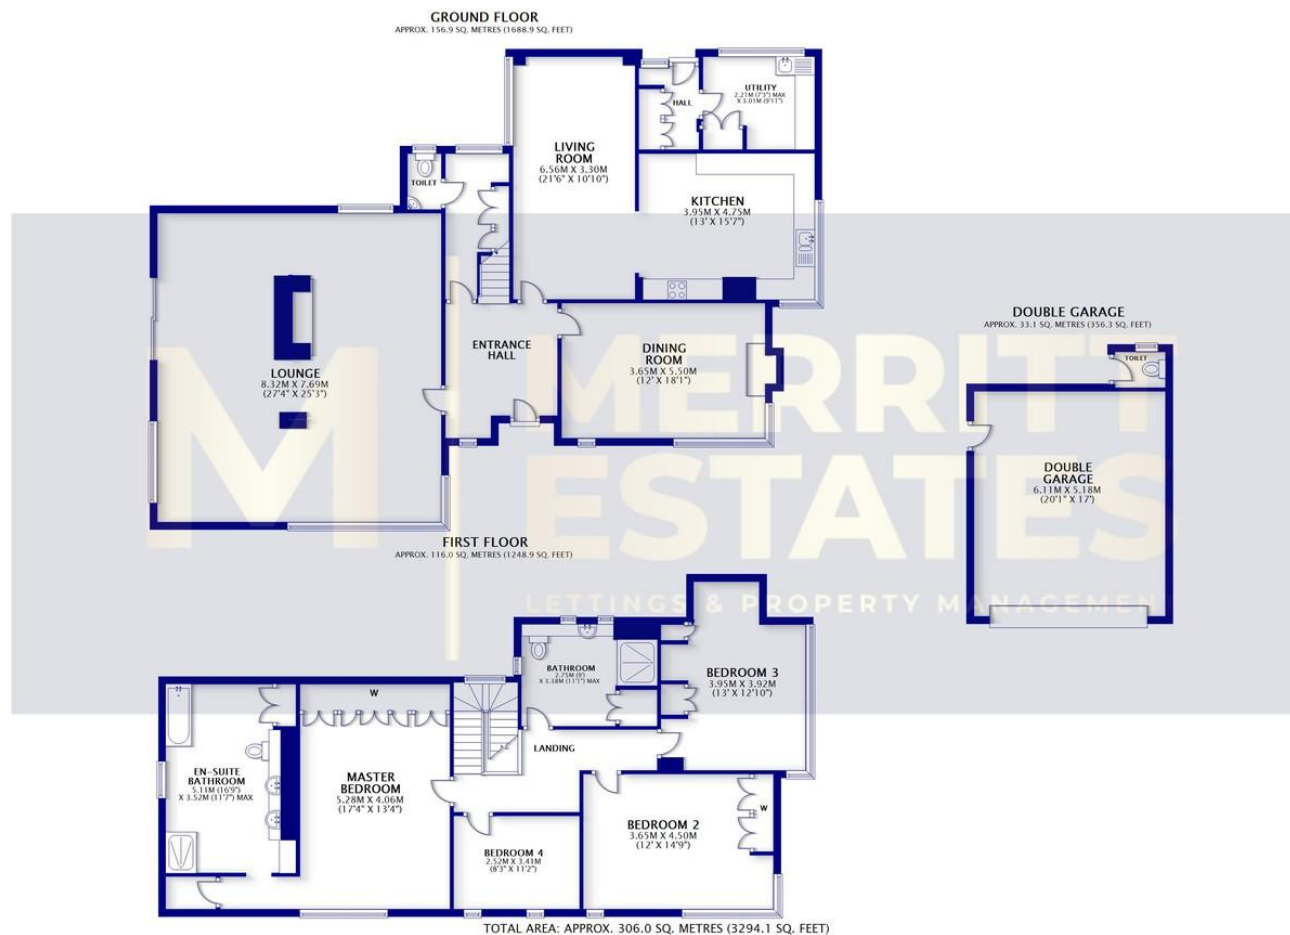 GROUND FLOOR
APPROX. 156.9 SQ. METRES (1688.9 SQ. FEET)
UTILITY
2.21M (7'3") MAX
X 3.01M (9'11")
HALL
LIVING
ROOM
6.56M X 3.30M
(21'6" X 10'10")
TOILET
KITCHEN
3.95M X 4.75M
(13' X 15'7")
ENTRANCE
HALL
DINING
ROOM
3.65M X 5.50M
(12' X 18'1")
LOUNGE
8.32M X 7.69M
(27'4" X 25'3")
DOUBLE GARAGE
APPROX. 33.1 SQ. METRES (356.3 SQ. FEET)
TOILET
DOUBLE
GARAGE
6.11M X 5.18M
(20'1" X 17')
M
MERRITT
ESTATES
LETTINGS & PROPERTY MANAGEMENT
FIRST FLOOR
APPROX. 116.0 SQ. METRES (1248.9 SQ. FEET)
BATHROOM
2.75M (9')
X 3.38M (11'1") MAX
BEDROOM 3
3.95M X 3.92M
(13' X 12'10")
W
LANDING
EN-SUITE
BATHROOM
5.11M (16'9")
X 3.52M (11'7") MAX
MASTER
BEDROOM
5.28M X 4.06M
(17'4" X 13'4")
W
BEDROOM 2
3.65M X 4.50M
(12' X 14'9")
BEDROOM 4
2.52M X 3.41M
(8'3" X 11'2")
TOTAL AREA: APPROX. 306.0 SQ. METRES (3294.1 SQ. FEET)